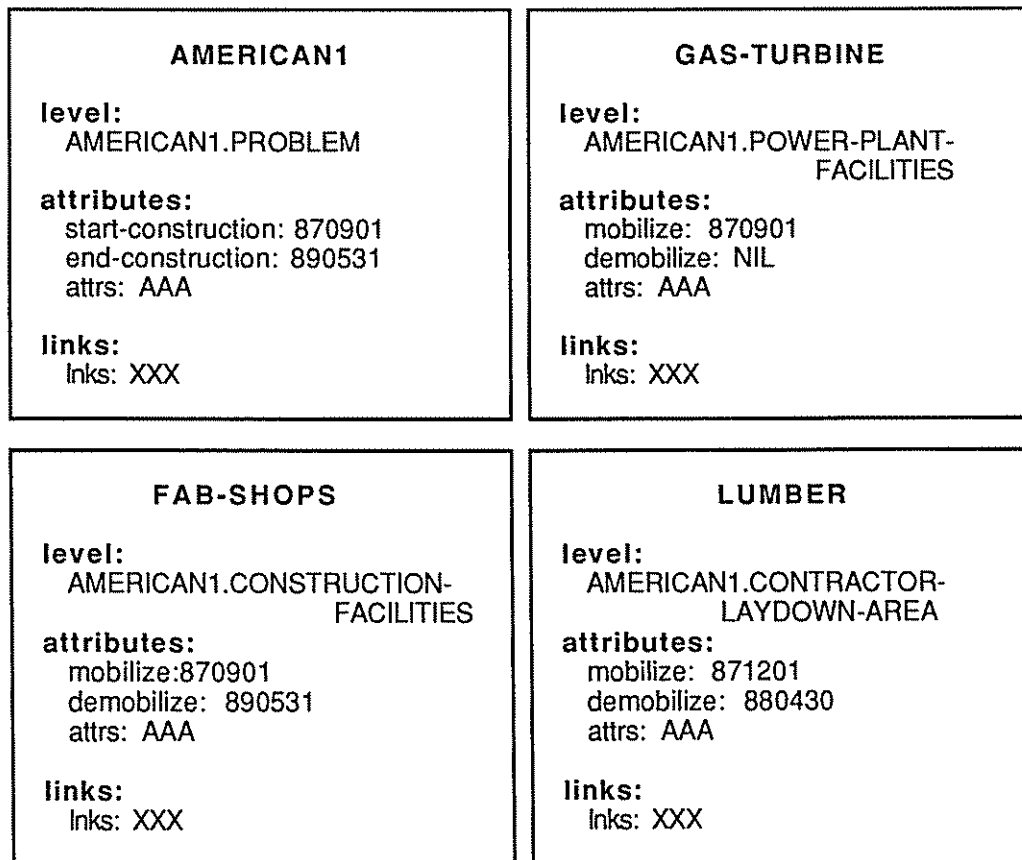 AMERICAN1
level:
AMERICAN1.PROBLEM
attributes:
start-construction: 870901
end-construction: 890531
attrs: AAA
links:
lnks: XXX
GAS-TURBINE
level:
AMERICAN1.POWER-PLANT-
FACILITIES
attributes:
mobilize: 870901
demobilize: NIL
attrs: AAA
links:
lnks: XXX
FAB-SHOPS
level:
AMERICAN1.CONSTRUCTION-
FACILITIES
attributes:
mobilize:870901
demobilize: 890531
attrs: AAA
links:
lnks: XXX
LUMBER
level:
AMERICAN1.CONTRACTOR-
LAYDOWN-AREA
attributes:
mobilize: 871201
demobilize: 880430
attrs: AAA
links:
lnks: XXX